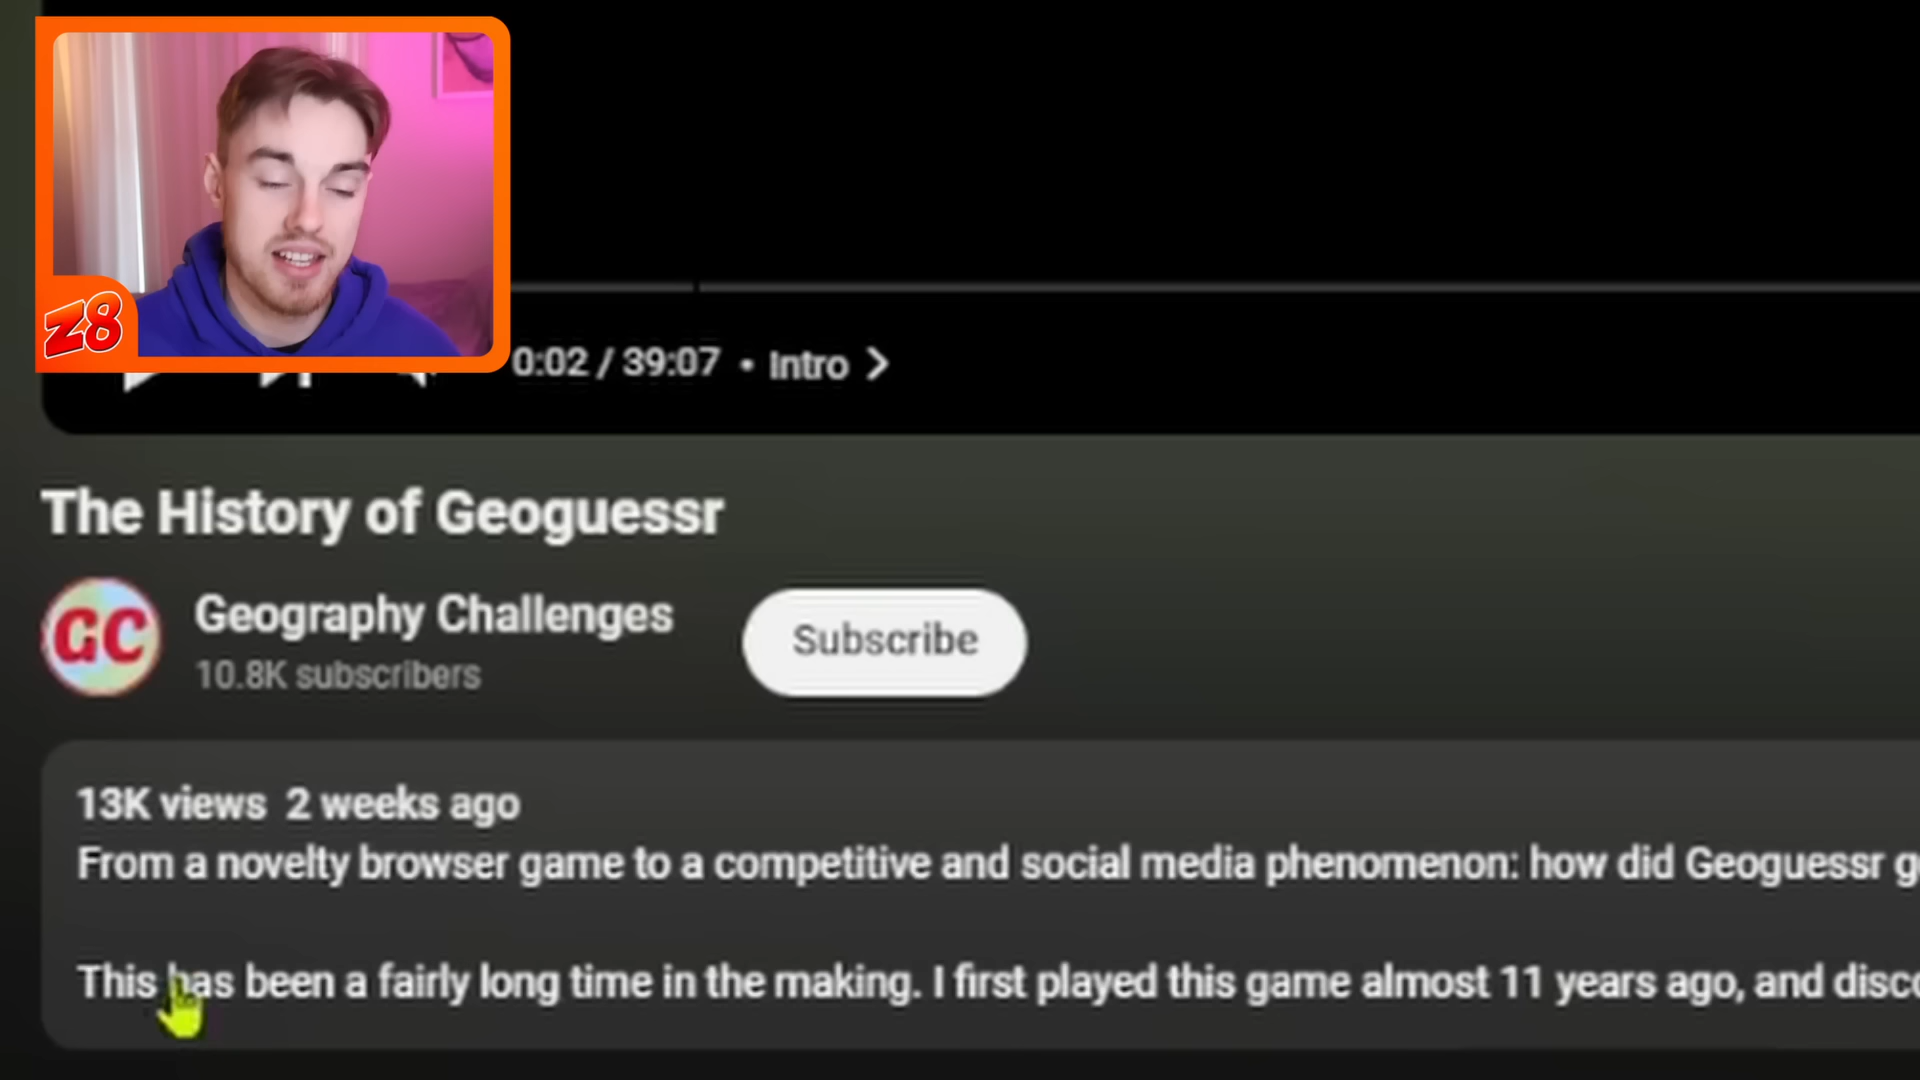 z8
0:02 / 39:07 • Intro
The History of Geoguessr
GC
Geography Challenges
Subscribe
10.8K subscribers
13K views 2 weeks ago
From a novelty browser game to a competitive and social media phenomenon: how did Geoguessr g
This has been a fairly long time in the making. I first played this game almost 11 years ago, and disco